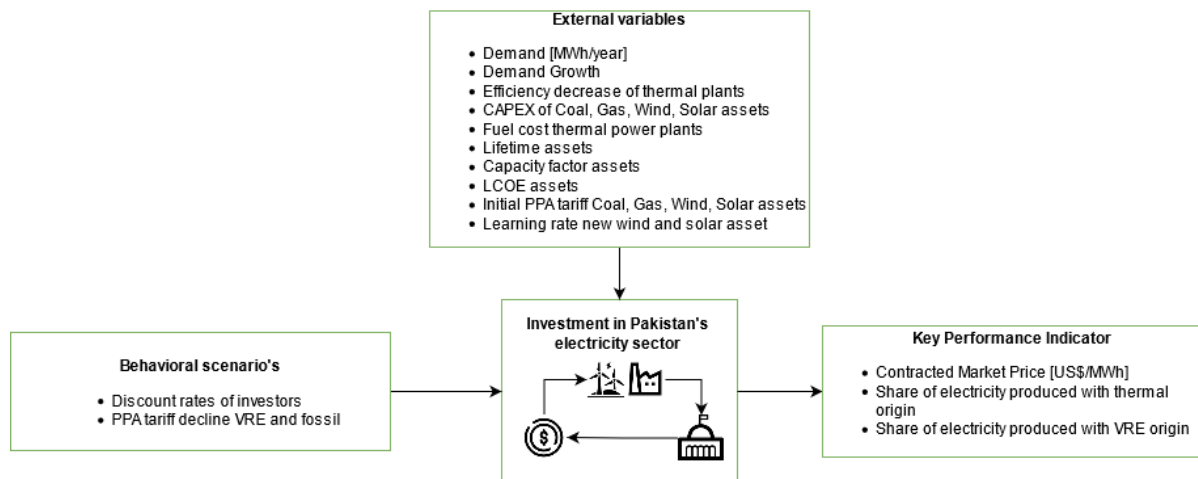 External variables
• Demand [MWh/year]
• Demand Growth
• Efficiency decrease of thermal plants
• CAPEX of Coal, Gas, Wind, Solar assets
• Fuel cost thermal power plants
• Lifetime assets
• Capacity factor assets
• LCOE assets
• Initial PPA tariff Coal, Gas, Wind, Solar assets
• Learning rate new wind and solar asset
Behavioral scenario's
• Discount rates of investors
• PPA tariff decline VRE and fossil
Investment in Pakistan's
electricity sector
$
Key Performance Indicator
• Contracted Market Price [US$/MWh]
• Share of electricity produced with thermal
origin
• Share of electricity produced with VRE origin